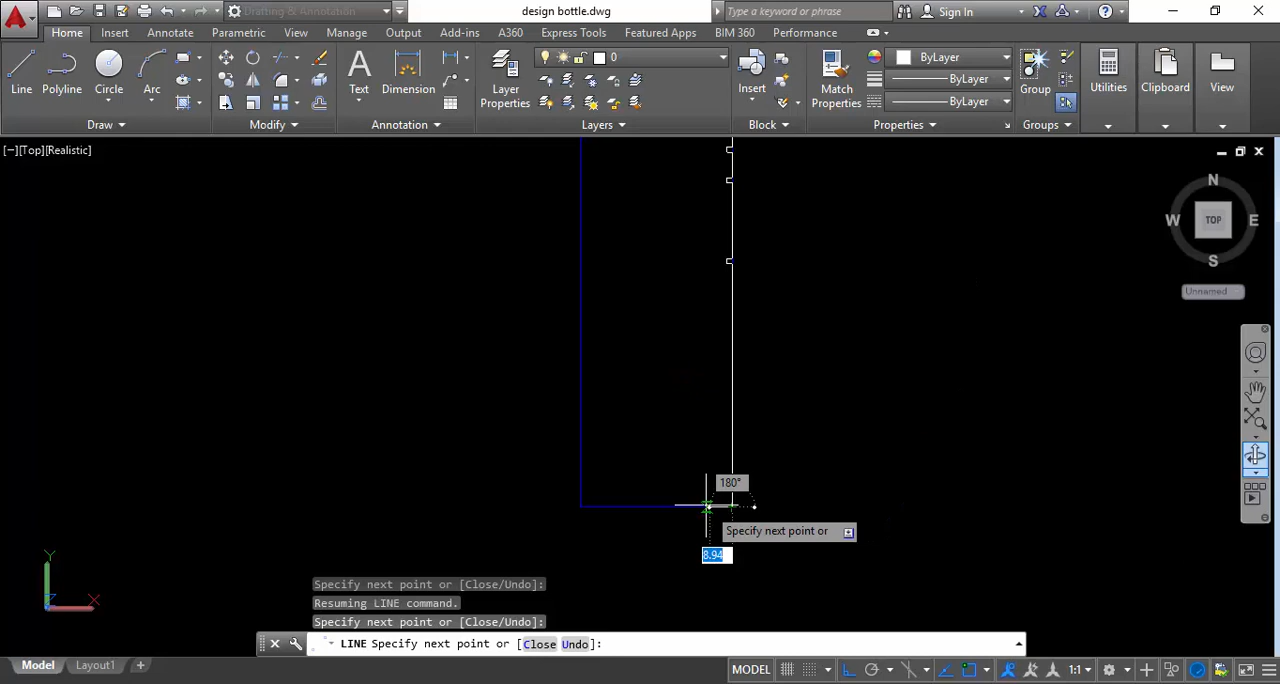 Drafting & Annotation
design bottle.dwg
Type a keyword or phrase
Sign In
Home Insert Annotate Parametric View Manage Output Add-ins A360 Express Tools Featured Apps BIM 360 Performance
Line Polyline Circle Arc Text Dimension Layer Properties 0 Insert Match Properties ByLayer ByLayer ByLayer Group Utilities Clipboard View
Draw Modify Annotation Layers Block Properties Groups
[−][Top][Realistic]
N
W TOP E
S
Unnamed
180°
Specify next point or
8.94
Y
X
Specify next point or [Close/Undo]:
Resuming LINE command.
Specify next point or [Close/Undo]:
LINE Specify next point or [Close Undo]:
Model Layout1 +
MODEL 1:1